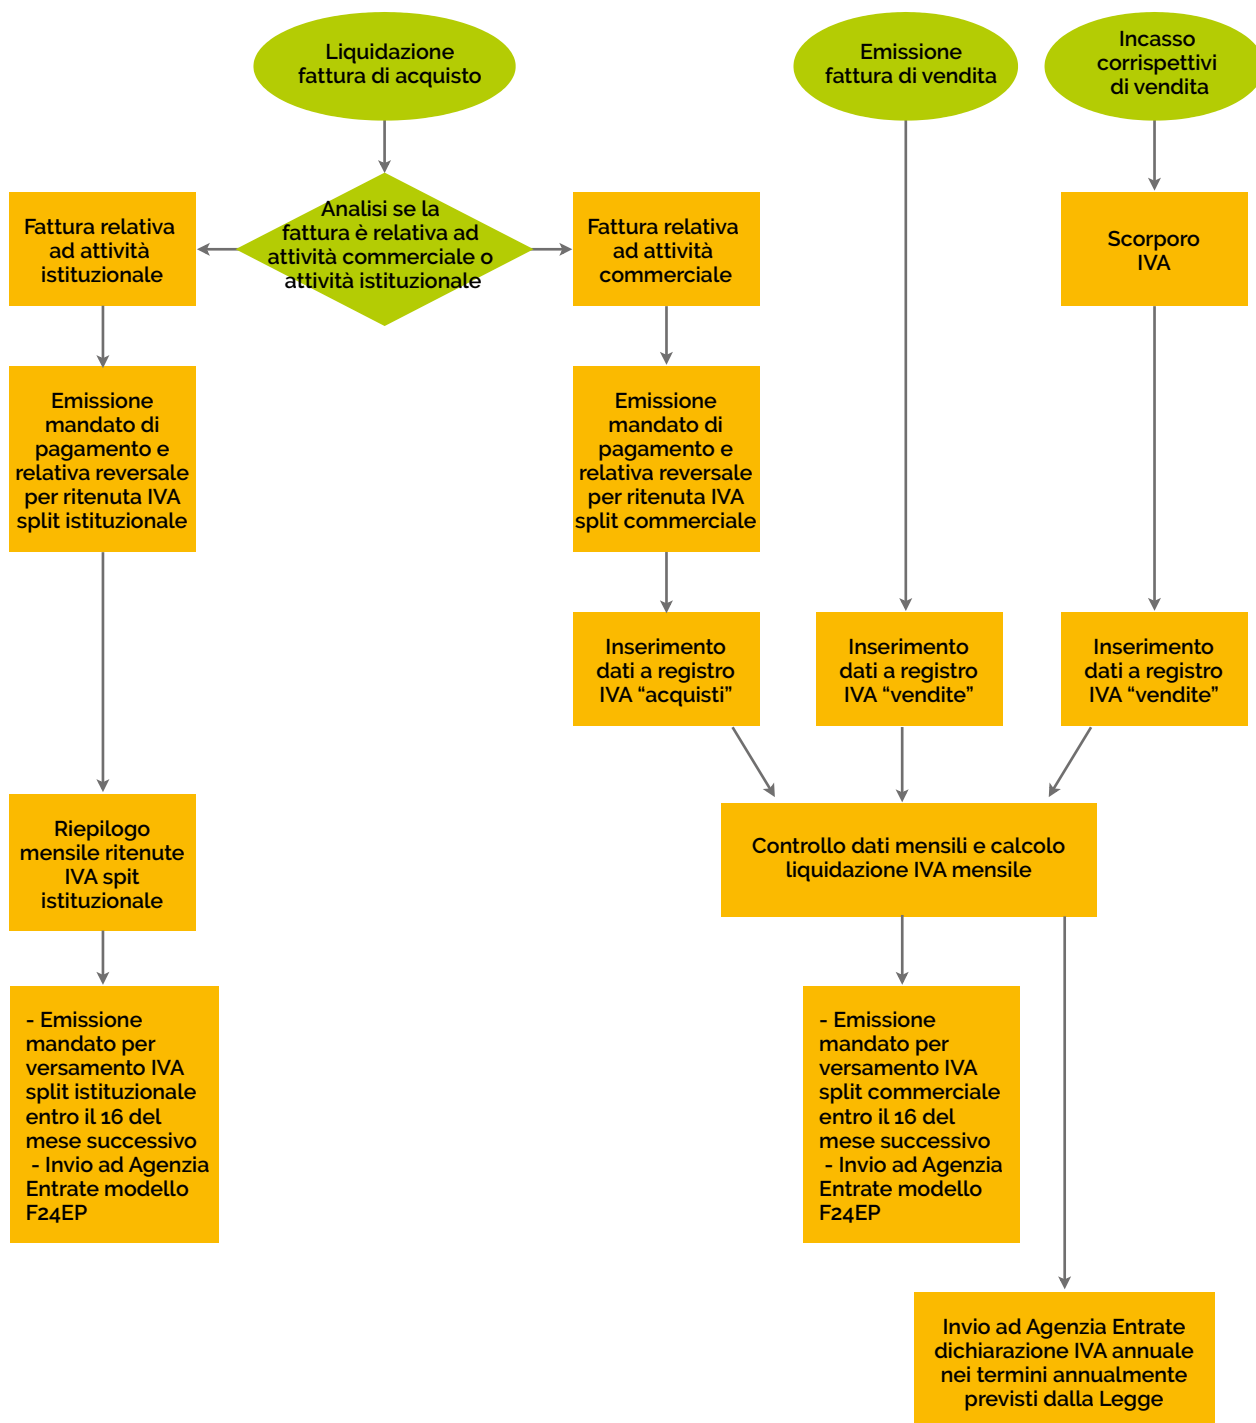 Liquidazione
fattura di acquisto
Emissione
fattura di vendita
Incasso
corrispettivi
di vendita
Analisi se la
fattura è relativa ad
attività commerciale o
attività istituzionale
Fattura relativa
ad attività
istituzionale
Fattura relativa
ad attività
commerciale
Scorporo
IVA
Emissione
mandato di
pagamento e
relativa reversale
per ritenuta IVA
split istituzionale
Emissione
mandato di
pagamento e
relativa reversale
per ritenuta IVA
split commerciale
Inserimento
dati a registro
IVA “acquisti”
Inserimento
dati a registro
IVA “vendite”
Inserimento
dati a registro
IVA “vendite”
Riepilogo
mensile ritenute
IVA spit
istituzionale
Controllo dati mensili e calcolo
liquidazione IVA mensile
- Emissione
mandato per
versamento IVA
split istituzionale
entro il 16 del
mese successivo
- Invio ad Agenzia
Entrate modello
F24EP
- Emissione
mandato per
versamento IVA
split commerciale
entro il 16 del
mese successivo
- Invio ad Agenzia
Entrate modello
F24EP
Invio ad Agenzia Entrate
dichiarazione IVA annuale
nei termini annualmente
previsti dalla Legge